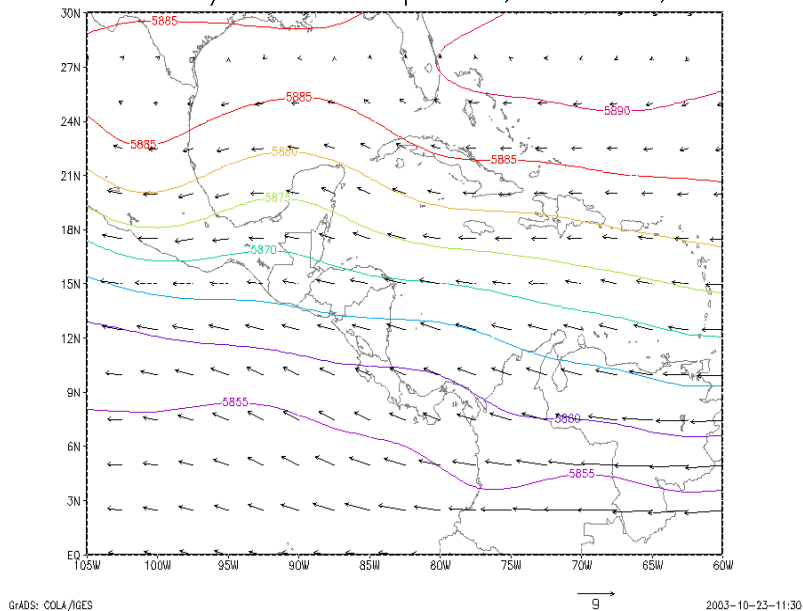 30N
27N
24N
21N
18N
15N
12N
9N
6N
3N
EQ
105W 100W 95W 90W 85W 80W 75W 70W 65W 60W
5885
5890
5885
5885
5885
5880
5875
5870
5860
5855
5855
9
GrADS: COLA/IGES
2003-10-23-11:30